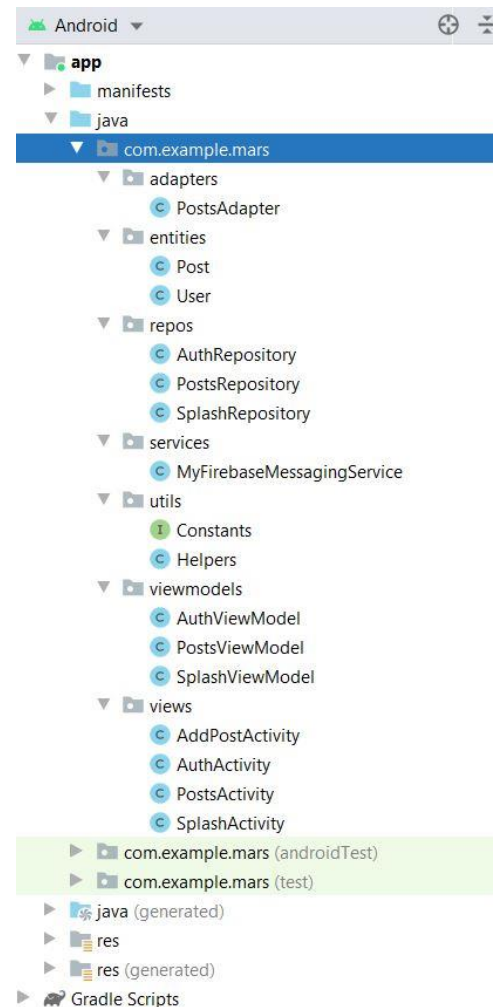 Android
app
manifests
java
com.example.mars
adapters
C PostsAdapter
entities
C Post
C User
repos
C AuthRepository
C PostsRepository
C SplashRepository
services
C MyFirebaseMessagingService
utils
I Constants
C Helpers
viewmodels
C AuthViewModel
C PostsViewModel
C SplashViewModel
views
C AddPostActivity
C AuthActivity
C PostsActivity
C SplashActivity
com.example.mars (androidTest)
com.example.mars (test)
java (generated)
res
res (generated)
Gradle Scripts